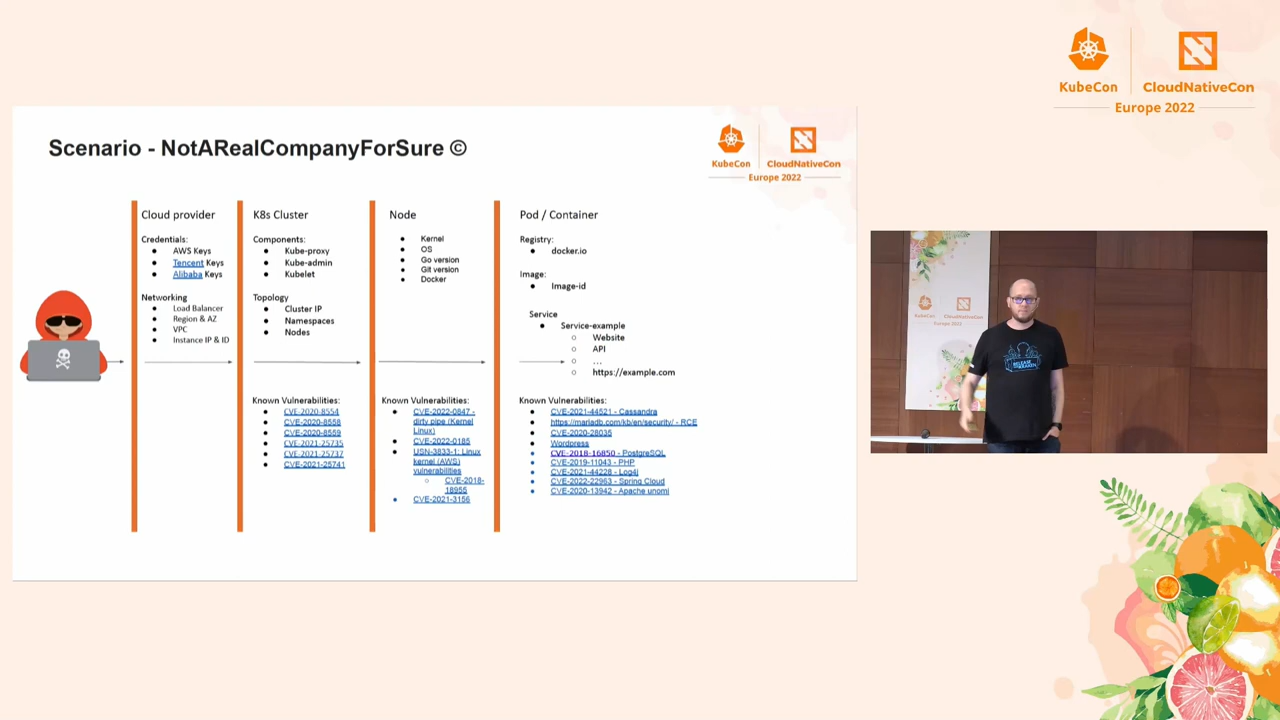 KubeCon
CloudNativeCon
Europe 2022
Scenario - NotARealCompanyForSure ©
KubeCon
CloudNativeCon
Europe 2022
Cloud provider
Credentials:
AWS Keys
Tencent Keys
Alibaba Keys
Networking
Load Balancer
Region & AZ
VPC
Instance IP & ID
K8s Cluster
Components:
Kube-proxy
Kube-admin
Kubelet
Topology
Cluster IP
Namespaces
Nodes
Known Vulnerabilities:
CVE-2020-8554
CVE-2020-8558
CVE-2020-8559
CVE-2021-25735
CVE-2021-25737
CVE-2021-25741
Node
Kernel
OS
Go version
Git version
Docker
Known Vulnerabilities:
CVE-2022-0847 -
dirty pipe (Kernel
Linux)
CVE-2022-0185
USN-3833-1: Linux
kernel (AWS)
vulnerabilities
CVE-2018-
18955
CVE-2021-3156
Pod / Container
Registry:
docker.io
Image:
Image-id
Service
Service-example
Website
API
...
https://example.com
Known Vulnerabilities:
CVE-2021-44521 - Cassandra
https://mariadb.com/kb/en/security/ - RCE
CVE-2020-28035
Wordpress
CVE-2018-16850 - PostgreSQL
CVE-2019-11043 - PHP
CVE-2021-44228 - Log4j
CVE-2022-22963 - Spring Cloud
CVE-2020-13942 - Apache unomi
KubeCon
CloudNativeCon
Europe 2022